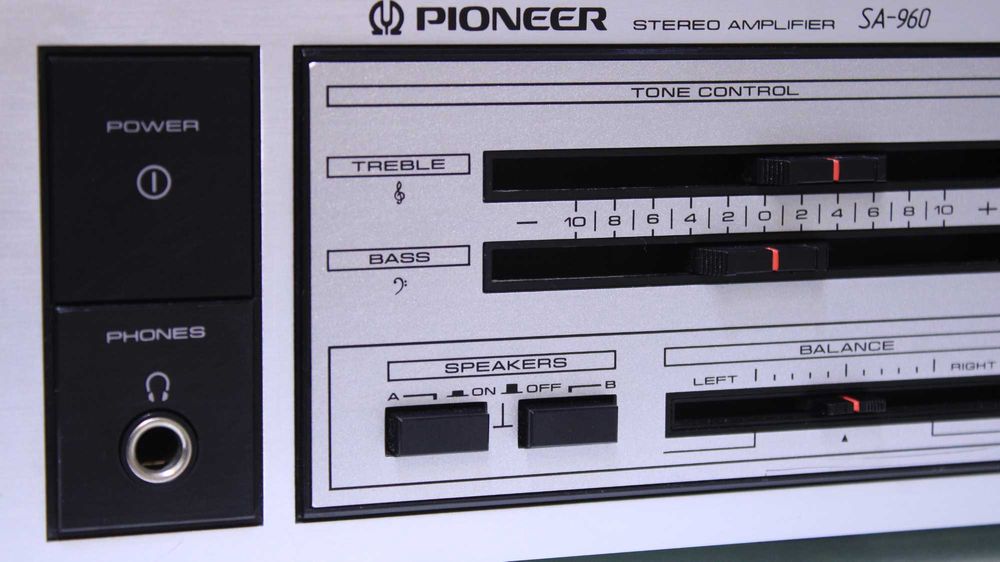 PIONEER STEREO AMPLIFIER SA-960
POWER
PHONES
TONE CONTROL
TREBLE
− 10 8 6 4 2 0 2 4 6 8 10 +
BASS
SPEAKERS
A ON OFF B
BALANCE
LEFT RIGHT